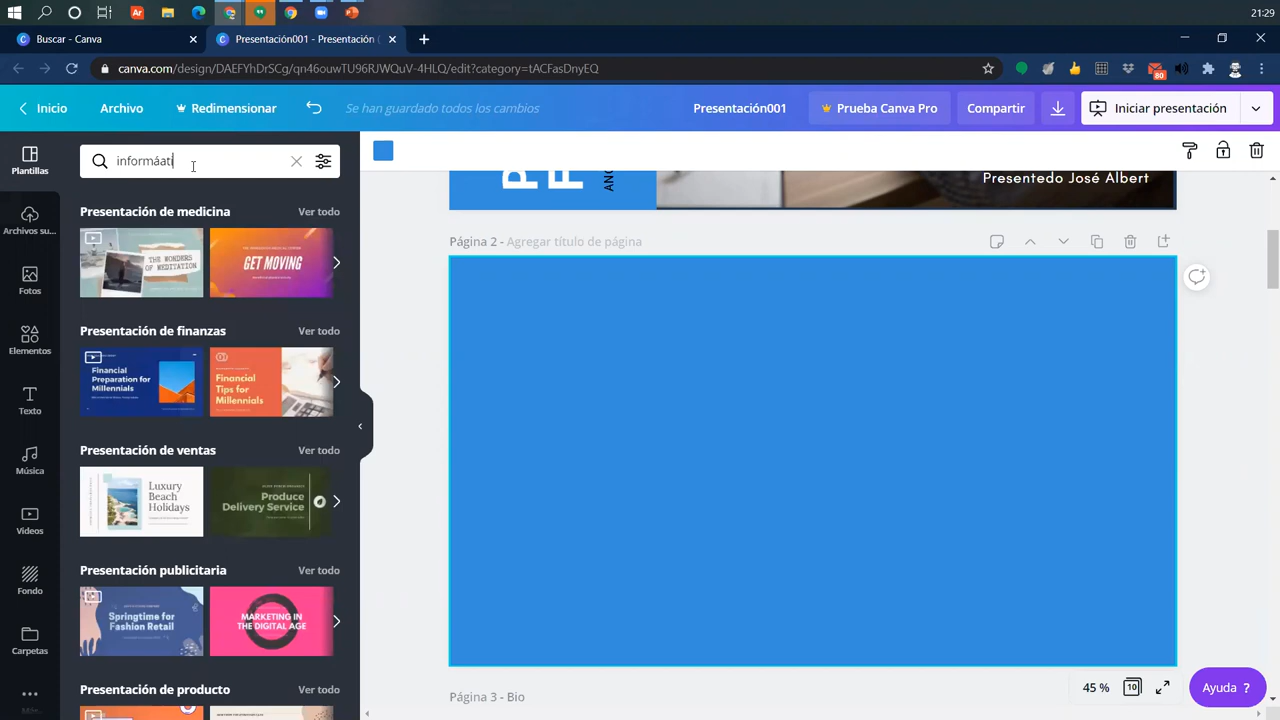 21:29
Buscar - Canva
Presentación001 - Presentación (
canva.com/design/DAEFYhDrSCg/qn46ouwTU96RJWQuV-4HLQ/edit?category=tACFasDnyEQ
80
Inicio
Archivo
Redimensionar
Se han guardado todos los cambios
Presentación001
Prueba Canva Pro
Compartir
Iniciar presentación
Plantillas
Archivos su...
Fotos
Elementos
Texto
Música
Videos
Fondo
Carpetas
Más
informáati
Presentación de medicina
Ver todo
THE WONDERS OF MEDITATION
GET MOVING
Presentación de finanzas
Ver todo
Financial
Preparation for
Millennials
Financial
Tips for
Millennials
Presentación de ventas
Ver todo
Luxury
Beach
Holidays
Produce
Delivery Service
Presentación publicitaria
Ver todo
Springtime for
Fashion Retail
MARKETING IN
THE DIGITAL AGE
Presentación de producto
Ver todo
Presentedo José Albert
Página 2 - Agregar título de página
Página 3 - Bio
45 %
10
Ayuda ?